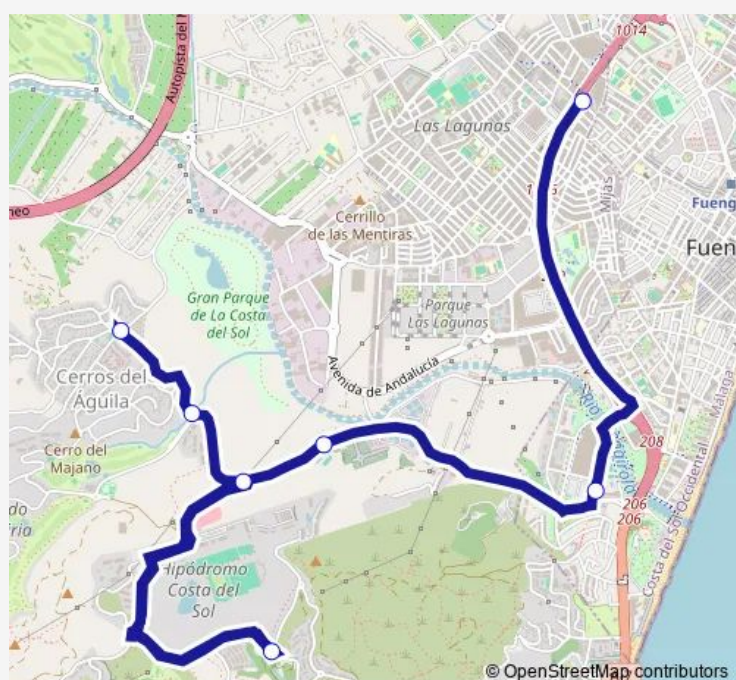 1014
Autopista del
Las Lagunas
Mijas
Fueng
Cerrillo
de las Mentiras
Fuen
Gran Parque
de La Costa
del Sol
Parque
Las Lagunas
Avenida de Andalucía
Cerros del
Águila
Río
208
Málaga
Cerro del
Majano
206
206
Costa del Sol Occidental
Hipódromo
Costa del
Sol
© OpenStreetMap contributors